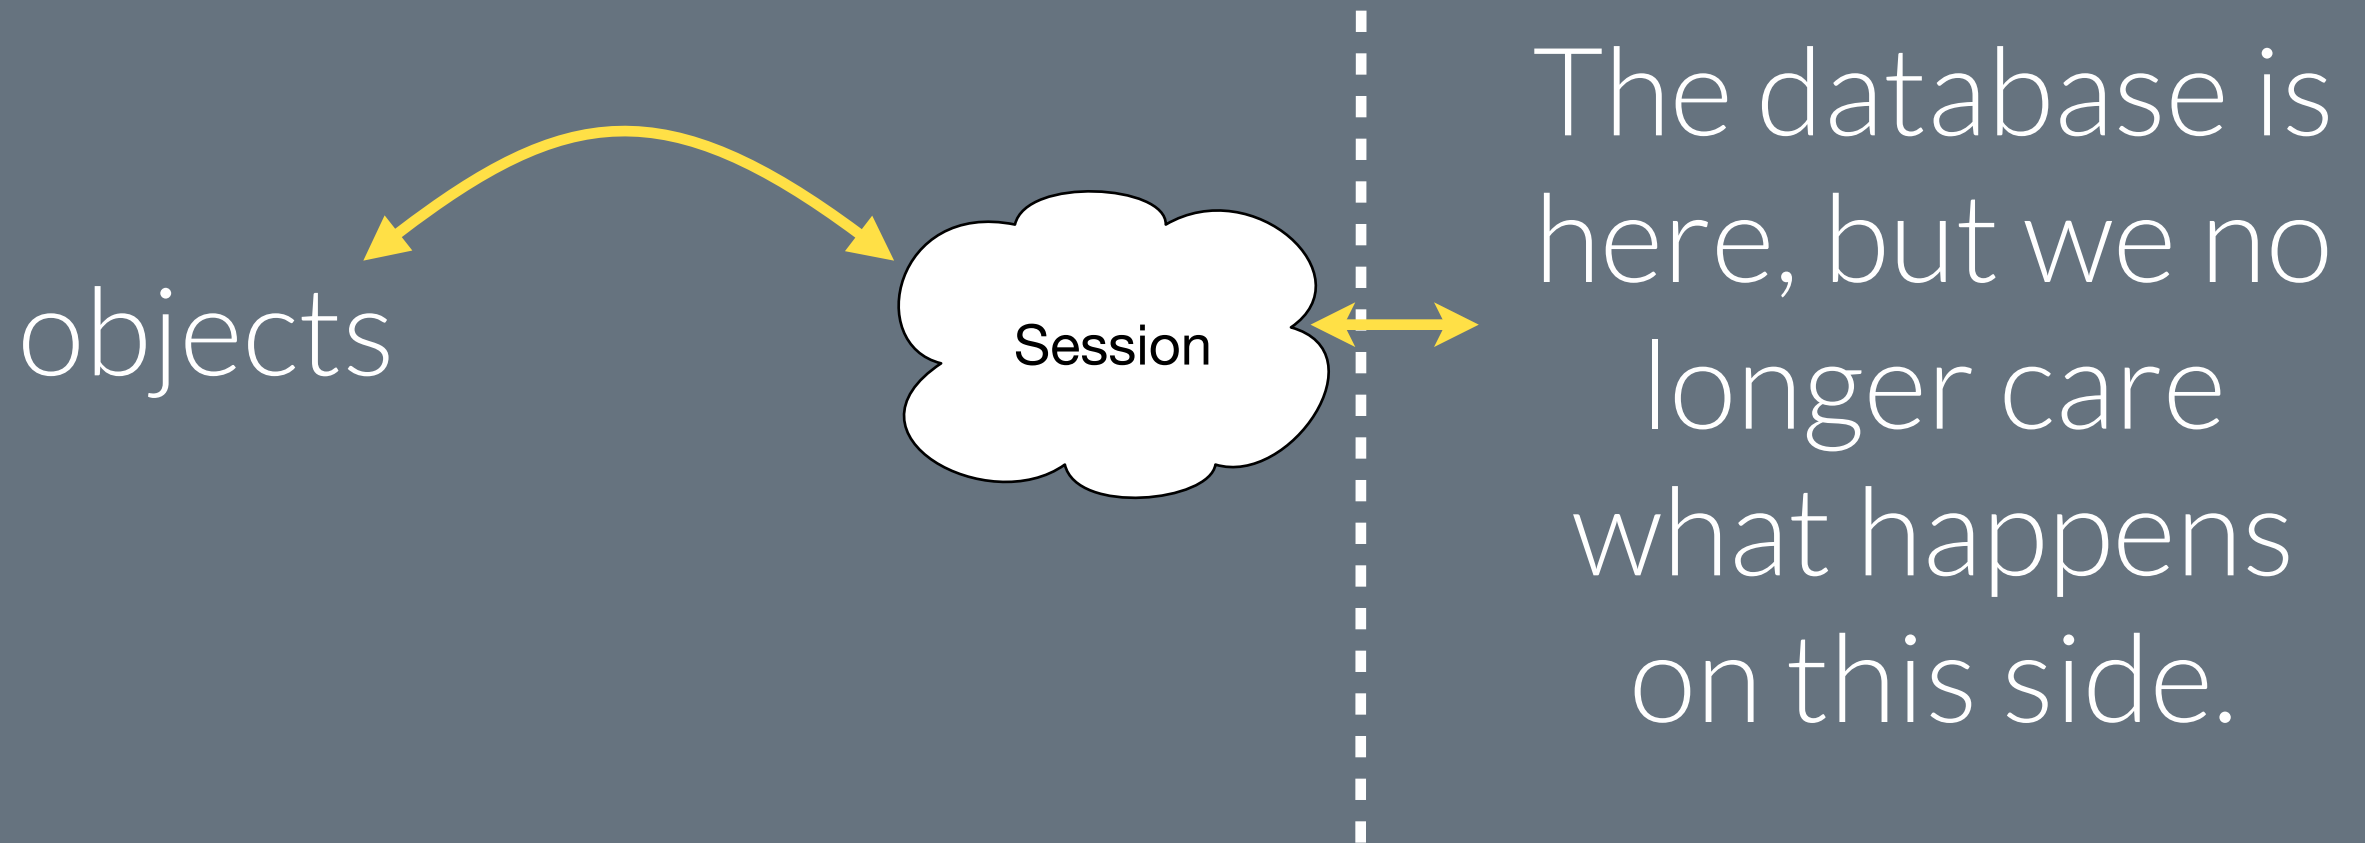 objects
Session
The database is
here, but we no
longer care
what happens
on this side.